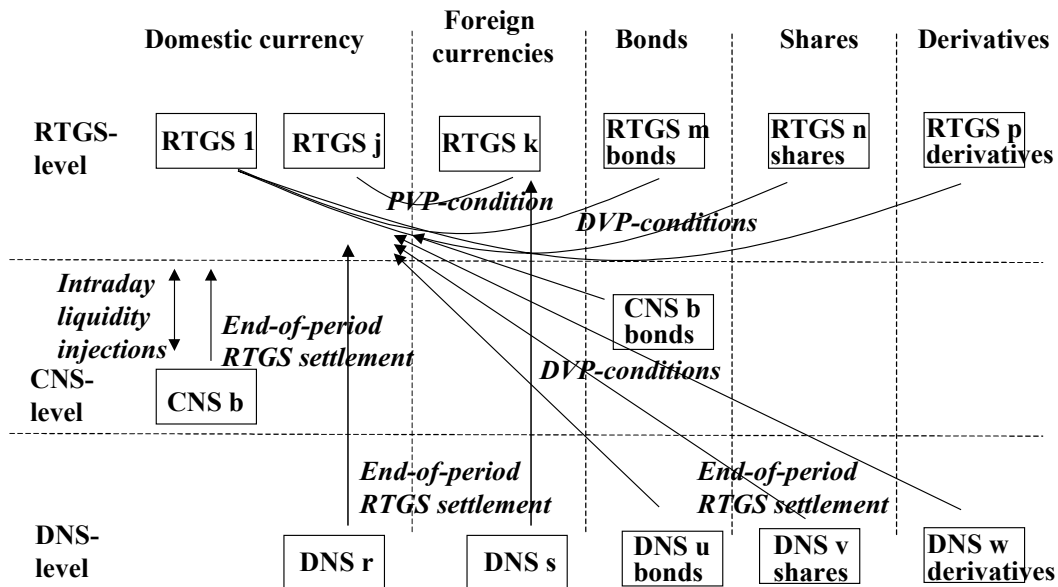 Domestic currency
Foreign
currencies
Bonds
Shares
Derivatives
RTGS-
level
RTGS 1
RTGS j
RTGS k
RTGS m
bonds
RTGS n
shares
RTGS p
derivatives
PVP-condition
DVP-conditions
Intraday
liquidity
injections
End-of-period
RTGS settlement
CNS b
bonds
DVP-conditions
CNS-
level
CNS b
End-of-period
RTGS settlement
End-of-period
RTGS settlement
DNS-
level
DNS r
DNS s
DNS u
bonds
DNS v
shares
DNS w
derivatives